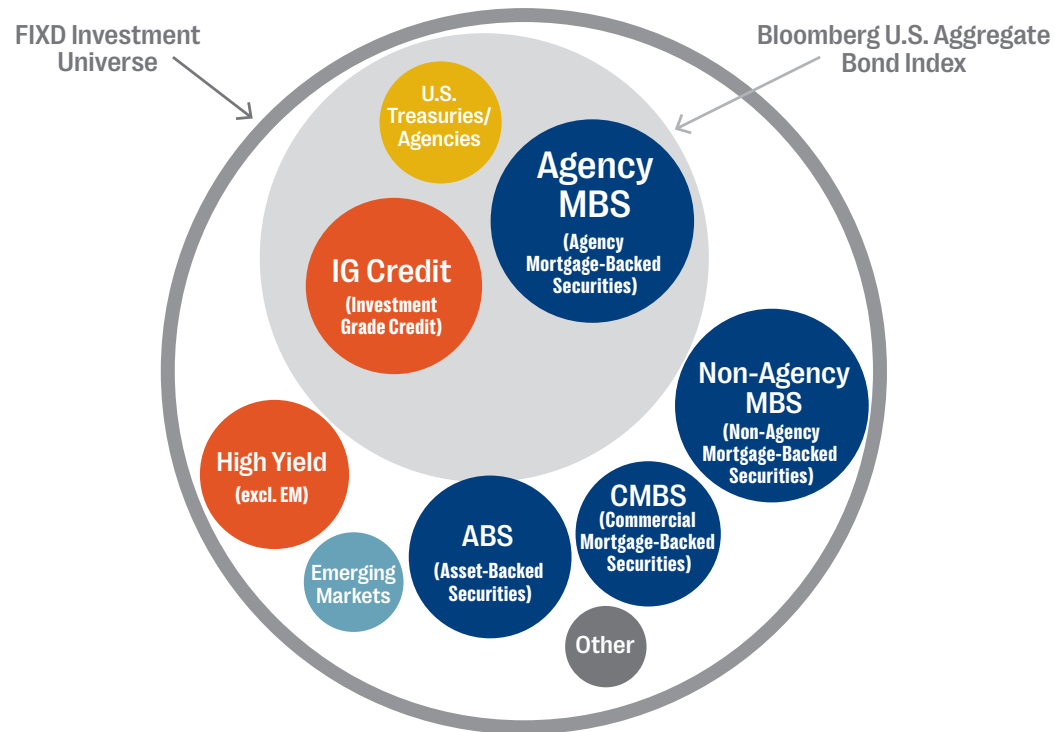 FIXD Investment
Universe
Bloomberg U.S. Aggregate
Bond Index
U.S.
Treasuries/
Agencies
Agency
MBS
(Agency
Mortgage-Backed
Securities)
IG Credit
(Investment
Grade Credit)
Non-Agency
MBS
(Non-Agency
Mortgage-Backed
Securities)
High Yield
(excl. EM)
CMBS
(Commercial
Mortgage-Backed
Securities)
ABS
(Asset-Backed
Securities)
Emerging
Markets
Other